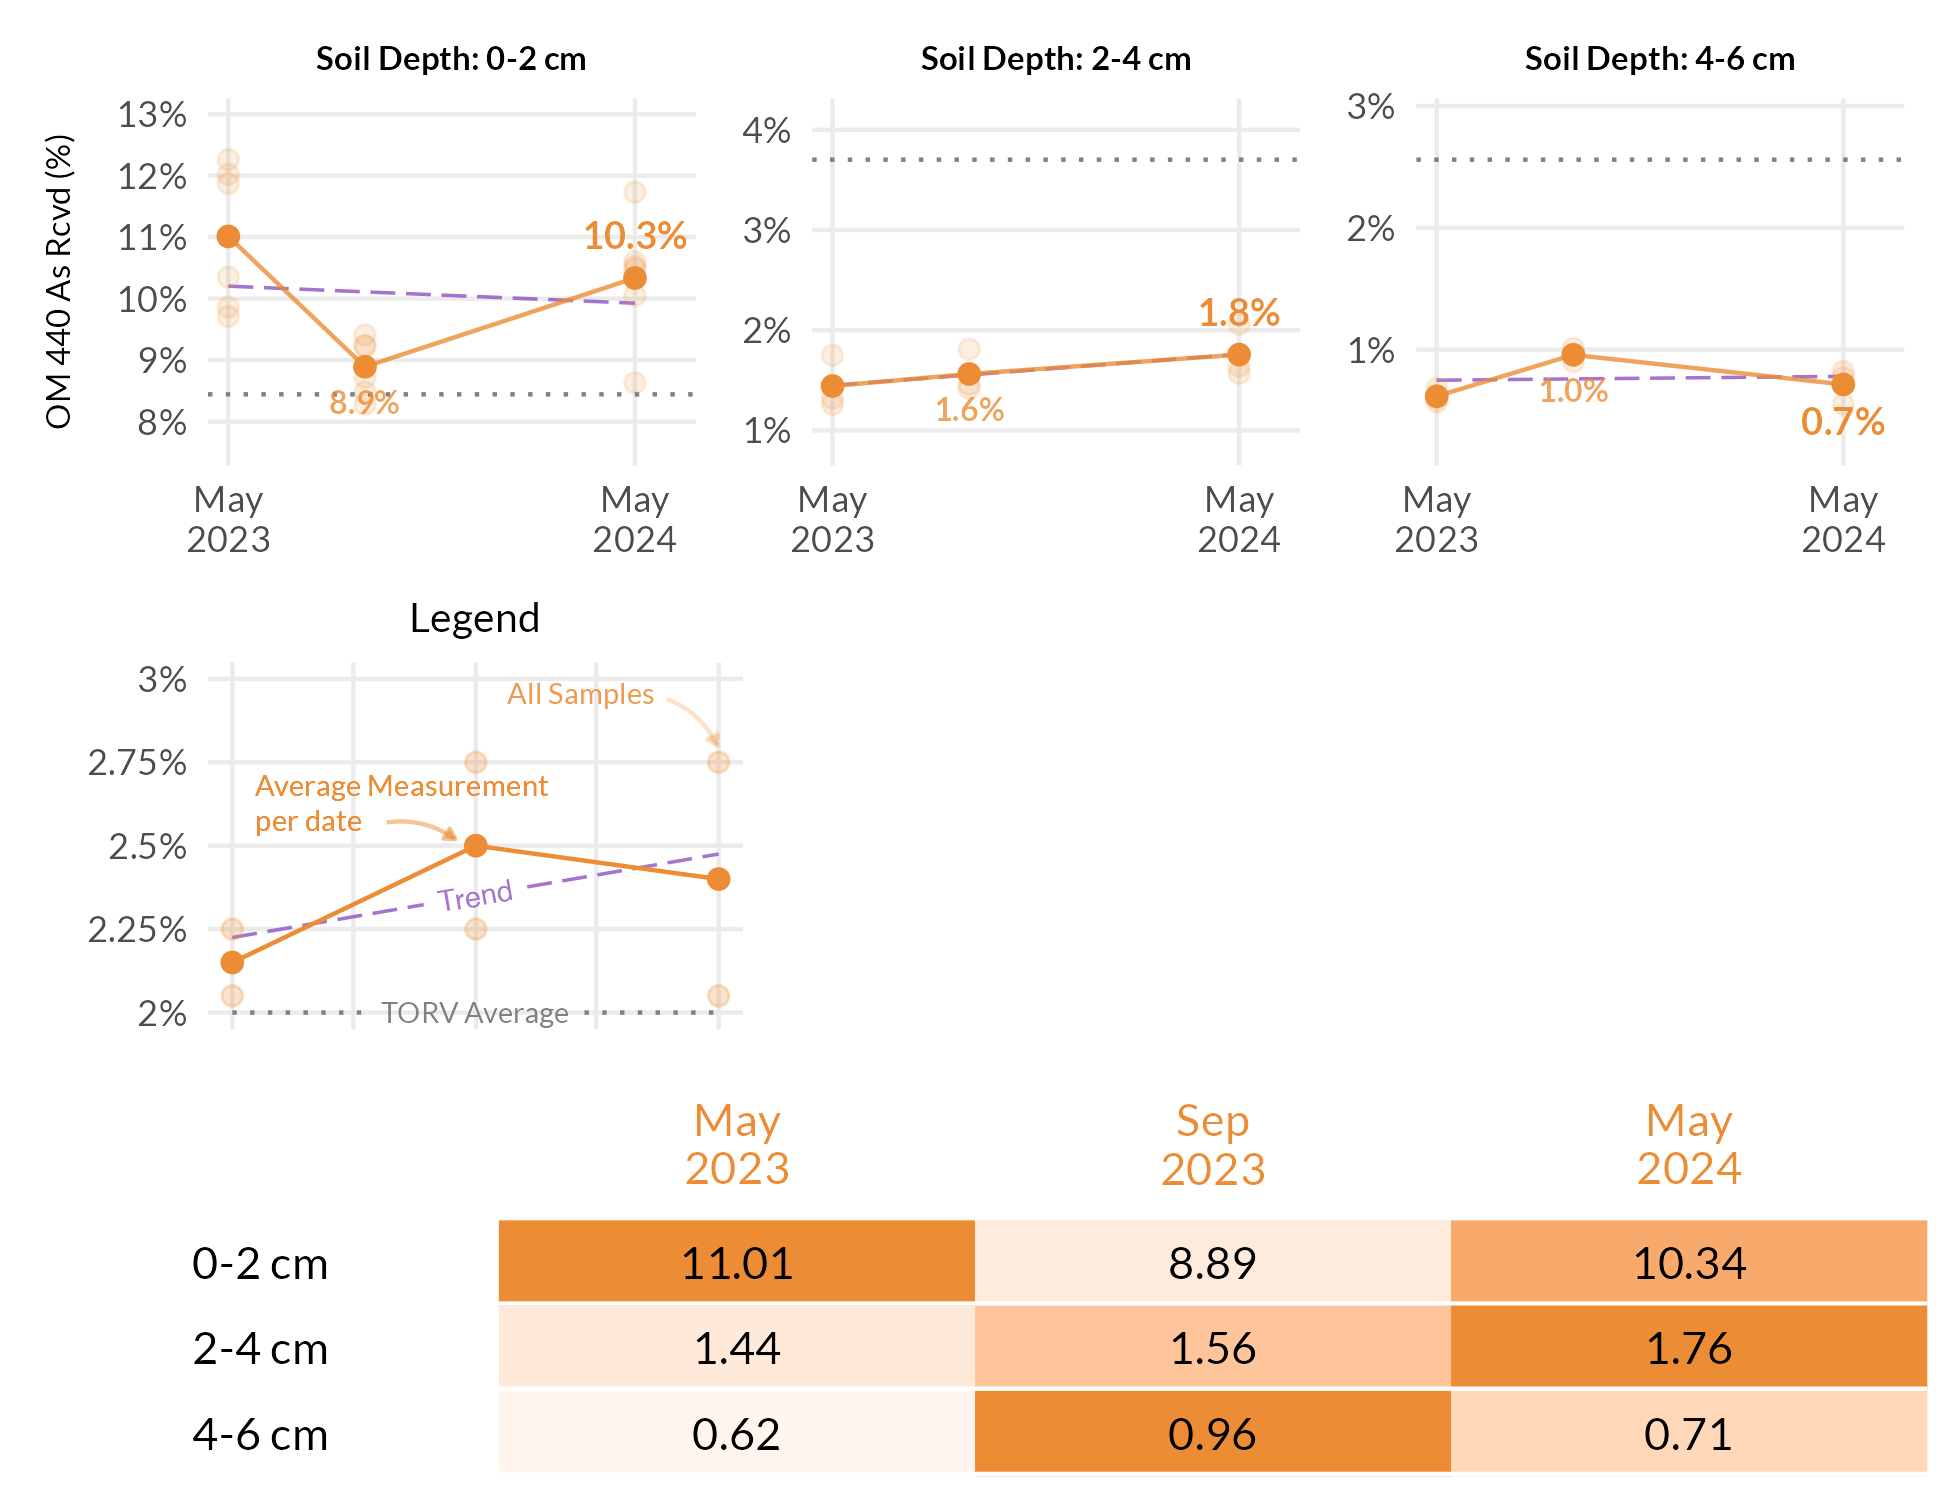 Soil Depth: 0-2 cm
Soil Depth: 2-4 cm
Soil Depth: 4-6 cm
OM 440 As Rcvd (%)
13%
12%
11%
10%
9%
8%
10.3%
8.9%
May
2023
May
2024
4%
3%
2%
1%
1.8%
1.6%
May
2023
May
2024
3%
2%
1%
1.0%
0.7%
May
2023
May
2024
Legend
3%
2.75%
2.5%
2.25%
2%
All Samples
Average Measurement
per date
Trend
TORV Average
May
2023
Sep
2023
May
2024
0-2 cm 11.01 8.89 10.34
2-4 cm 1.44 1.56 1.76
4-6 cm 0.62 0.96 0.71